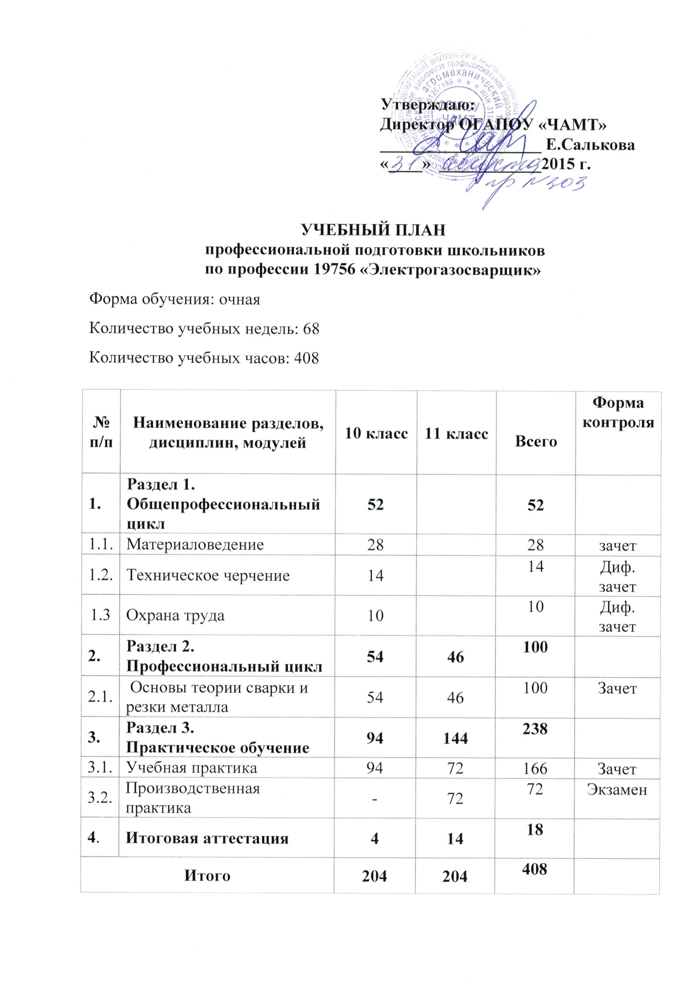 Утверждаю:
Директор ОГАПОУ «ЧАМТ»
Е.Салькова
«31» августа 2015 г.
пр N303
УЧЕБНЫЙ ПЛАН
профессиональной подготовки школьников
по профессии 19756 «Электрогазосварщик»
Форма обучения: очная
Количество учебных недель: 68
Количество учебных часов: 408
№ п/п Наименование разделов, дисциплин, модулей 10 класс 11 класс Всего Форма контроля
1. Раздел 1. Общепрофессиональный цикл 52 52
1.1. Материаловедение 28 28 зачет
1.2. Техническое черчение 14 14 Диф. зачет
1.3 Охрана труда 10 10 Диф. зачет
2. Раздел 2. Профессиональный цикл 54 46 100
2.1. Основы теории сварки и резки металла 54 46 100 Зачет
3. Раздел 3. Практическое обучение 94 144 238
3.1. Учебная практика 94 72 166 Зачет
3.2. Производственная практика - 72 72 Экзамен
4. Итоговая аттестация 4 14 18
Итого 204 204 408